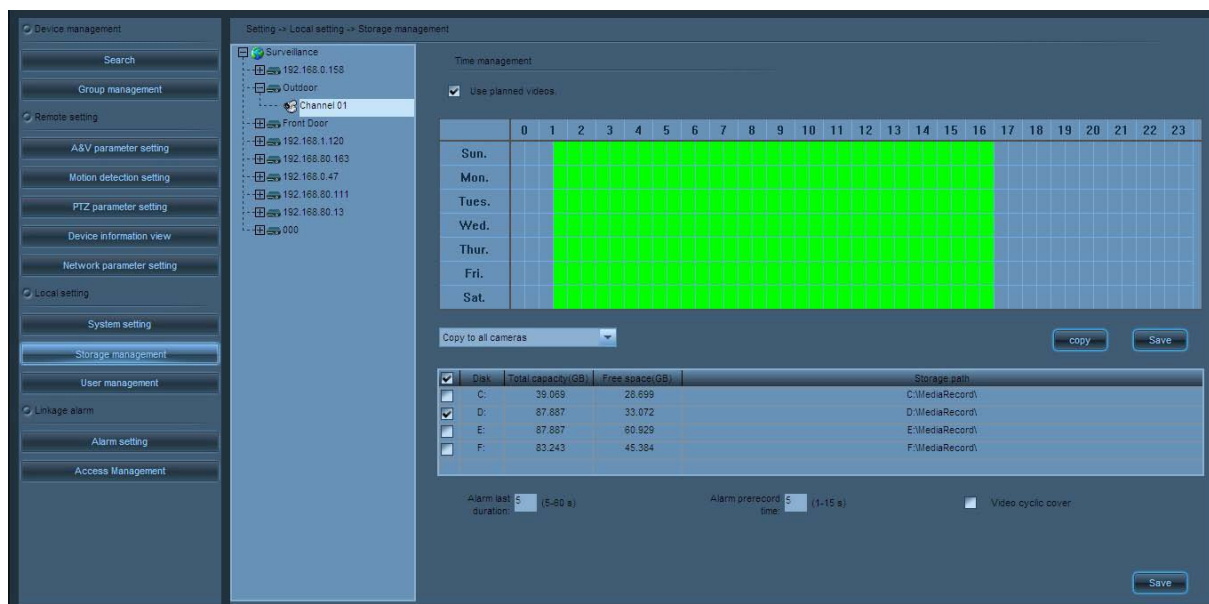 Device management
Search
Group management
Remote setting
A&V parameter setting
Motion detection setting
PTZ parameter setting
Device information view
Network parameter setting
Local setting
System setting
Storage management
User management
Linkage alarm
Alarm setting
Access Management
Setting -> Local setting -> Storage management
Surveillance
192.168.0.158
Outdoor
Channel 01
Front Door
192.168.1.120
192.168.80.163
192.168.0.47
192.168.80.111
192.168.80.13
000
Time management
Use planned videos.
0 1 2 3 4 5 6 7 8 9 10 11 12 13 14 15 16 17 18 19 20 21 22 23
Sun.
Mon.
Tues.
Wed.
Thur.
Fri.
Sat.
Copy to all cameras copy Save
Disk Total capacity(GB) Free space(GB) Storage path
C: 39.069 28.699 C:\MediaRecord\
D: 87.887 33.072 D:\MediaRecord\
E: 87.887 60.929 E:\MediaRecord\
F: 83.243 45.384 F:\MediaRecord\
Alarm last duration: 5 (5-60 s) Alarm prerecord time: 5 (1-15 s) Video cyclic cover
Save